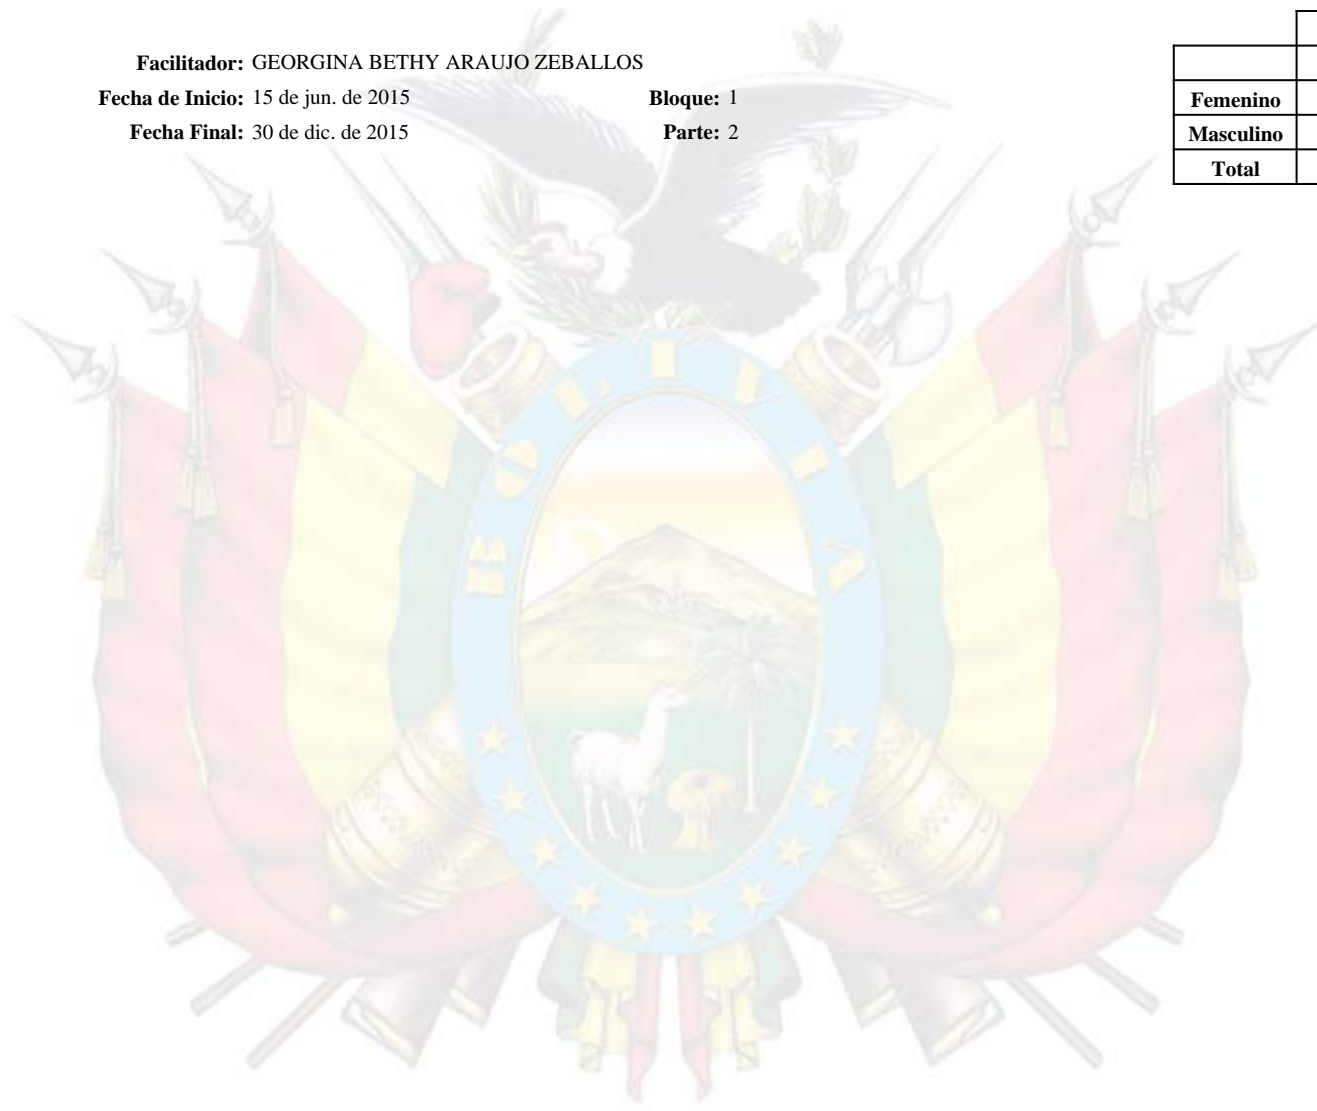 Facilitador: GEORGINA BETHY ARAUJO ZEBALLOS
Fecha de Inicio: 15 de jun. de 2015 Bloque: 1
Fecha Final: 30 de dic. de 2015 Parte: 2
Femenino
Masculino
Total
BOLIVIA